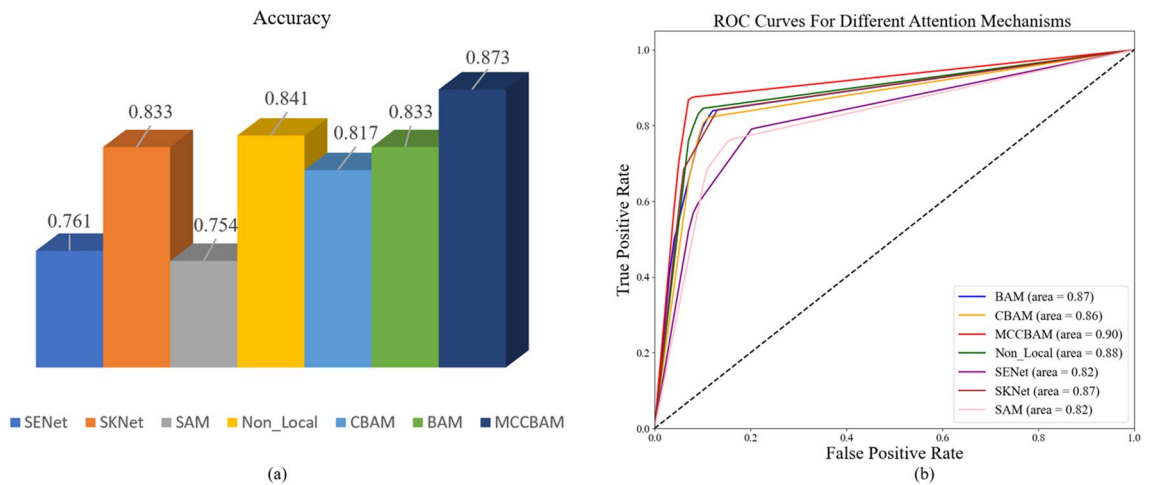 Accuracy
0.761
0.833
0.754
0.841
0.817
0.833
0.873
SENet SKNet SAM Non_Local CBAM BAM MCCBAM
(a)
ROC Curves For Different Attention Mechanisms
True Positive Rate
1.0
0.8
0.6
0.4
0.2
0.0
BAM (area = 0.87)
CBAM (area = 0.86)
MCCBAM (area = 0.90)
Non_Local (area = 0.88)
SENet (area = 0.82)
SKNet (area = 0.87)
SAM (area = 0.82)
0.0 0.2 0.4 0.6 0.8 1.0
False Positive Rate
(b)